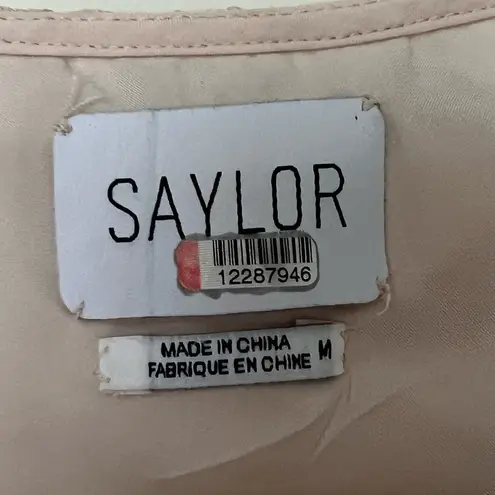 SAYLOR
12287946
MADE IN CHINA M
FABRIQUE EN CHINE